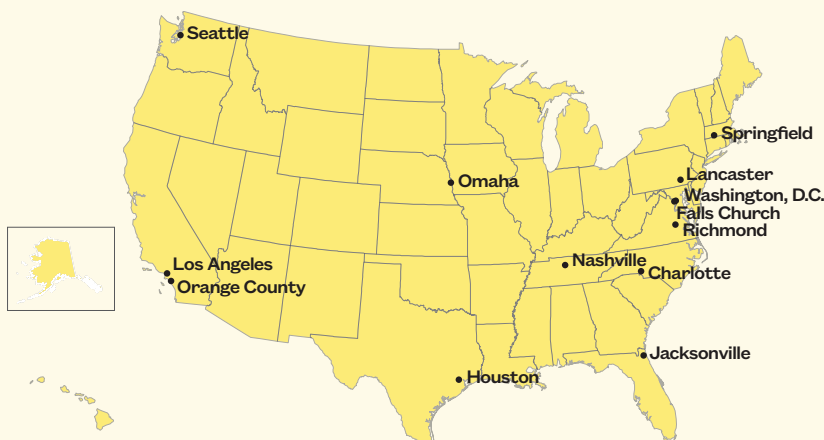 Seattle
Springfield
Lancaster
Omaha
Washington, D.C.
Falls Church
Richmond
Nashville
Los Angeles
Charlotte
Orange County
Jacksonville
Houston